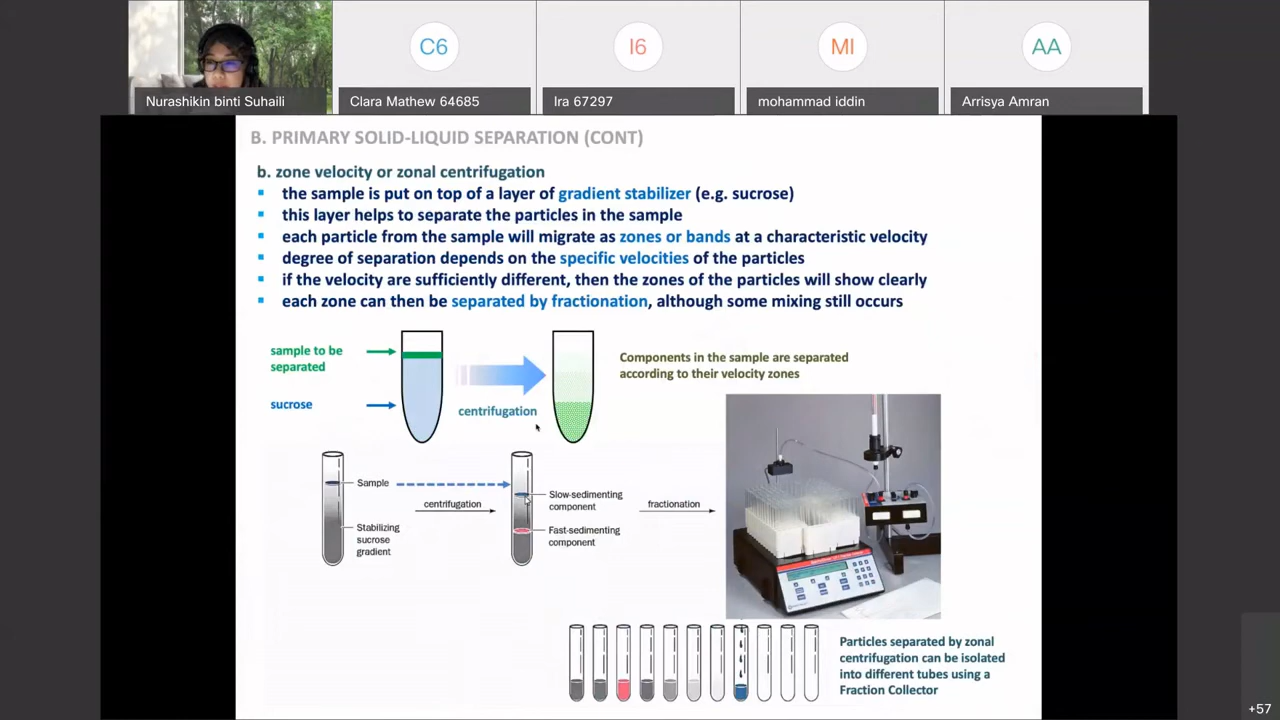 C6
I6
MI
AA
Nurashikin binti Suhaili
Clara Mathew 64685
Ira 67297
mohammad iddin
Arrisya Amran
B. PRIMARY SOLID-LIQUID SEPARATION (CONT)
b. zone velocity or zonal centrifugation
▪ the sample is put on top of a layer of gradient stabilizer (e.g. sucrose)
▪ this layer helps to separate the particles in the sample
▪ each particle from the sample will migrate as zones or bands at a characteristic velocity
▪ degree of separation depends on the specific velocities of the particles
▪ if the velocity are sufficiently different, then the zones of the particles will show clearly
▪ each zone can then be separated by fractionation, although some mixing still occurs
sample to be
separated
sucrose
centrifugation
Components in the sample are separated
according to their velocity zones
Sample
Stabilizing
sucrose
gradient
centrifugation
Slow-sedimenting
component
Fast-sedimenting
component
fractionation
Particles separated by zonal
centrifugation can be isolated
into different tubes using a
Fraction Collector
+57